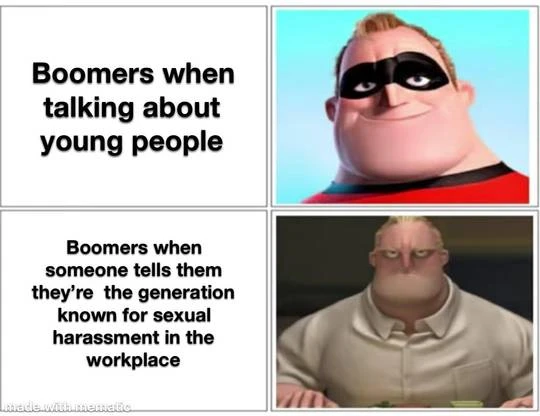 Boomers when
talking about
young people
Boomers when
someone tells them
they're the generation
known for sexual
harassment in the
workplace
made with mematic